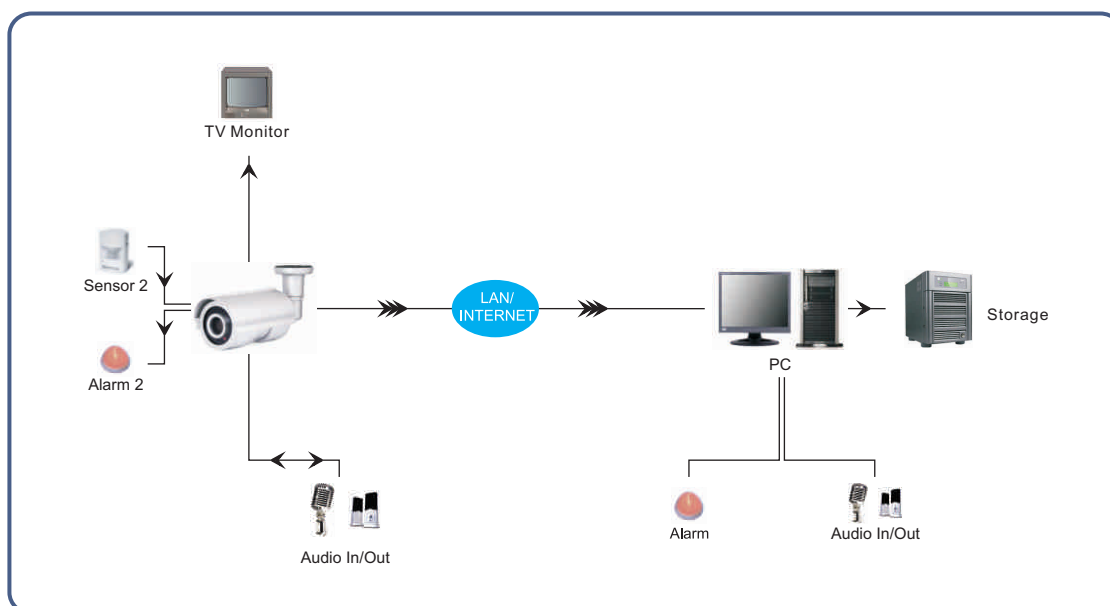 TV Monitor
Sensor 2
Alarm 2
LAN/
INTERNET
PC
Storage
Audio In/Out
Alarm
Audio In/Out